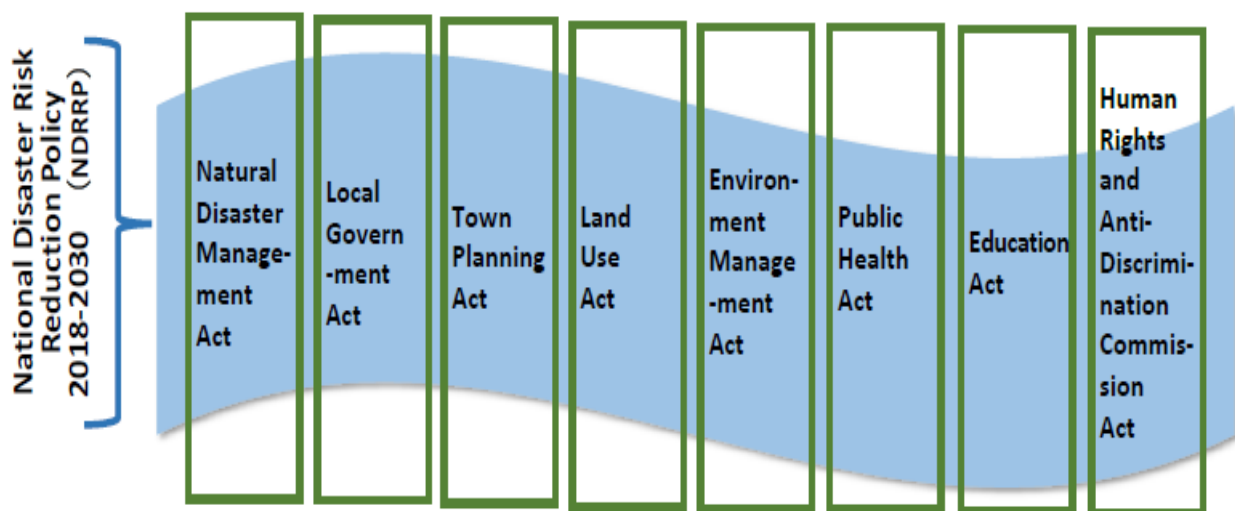 National Disaster Risk
Reduction Policy
2018-2030 (NDRRP)
Natural
Disaster
Manage-
ment
Act
Local
Govern
-ment
Act
Town
Planning
Act
Land
Use
Act
Environ-
ment
Manage
-ment
Act
Public
Health
Act
Education
Act
Human
Rights
and
Anti-
Discrimi-
nation
Commis-
sion
Act